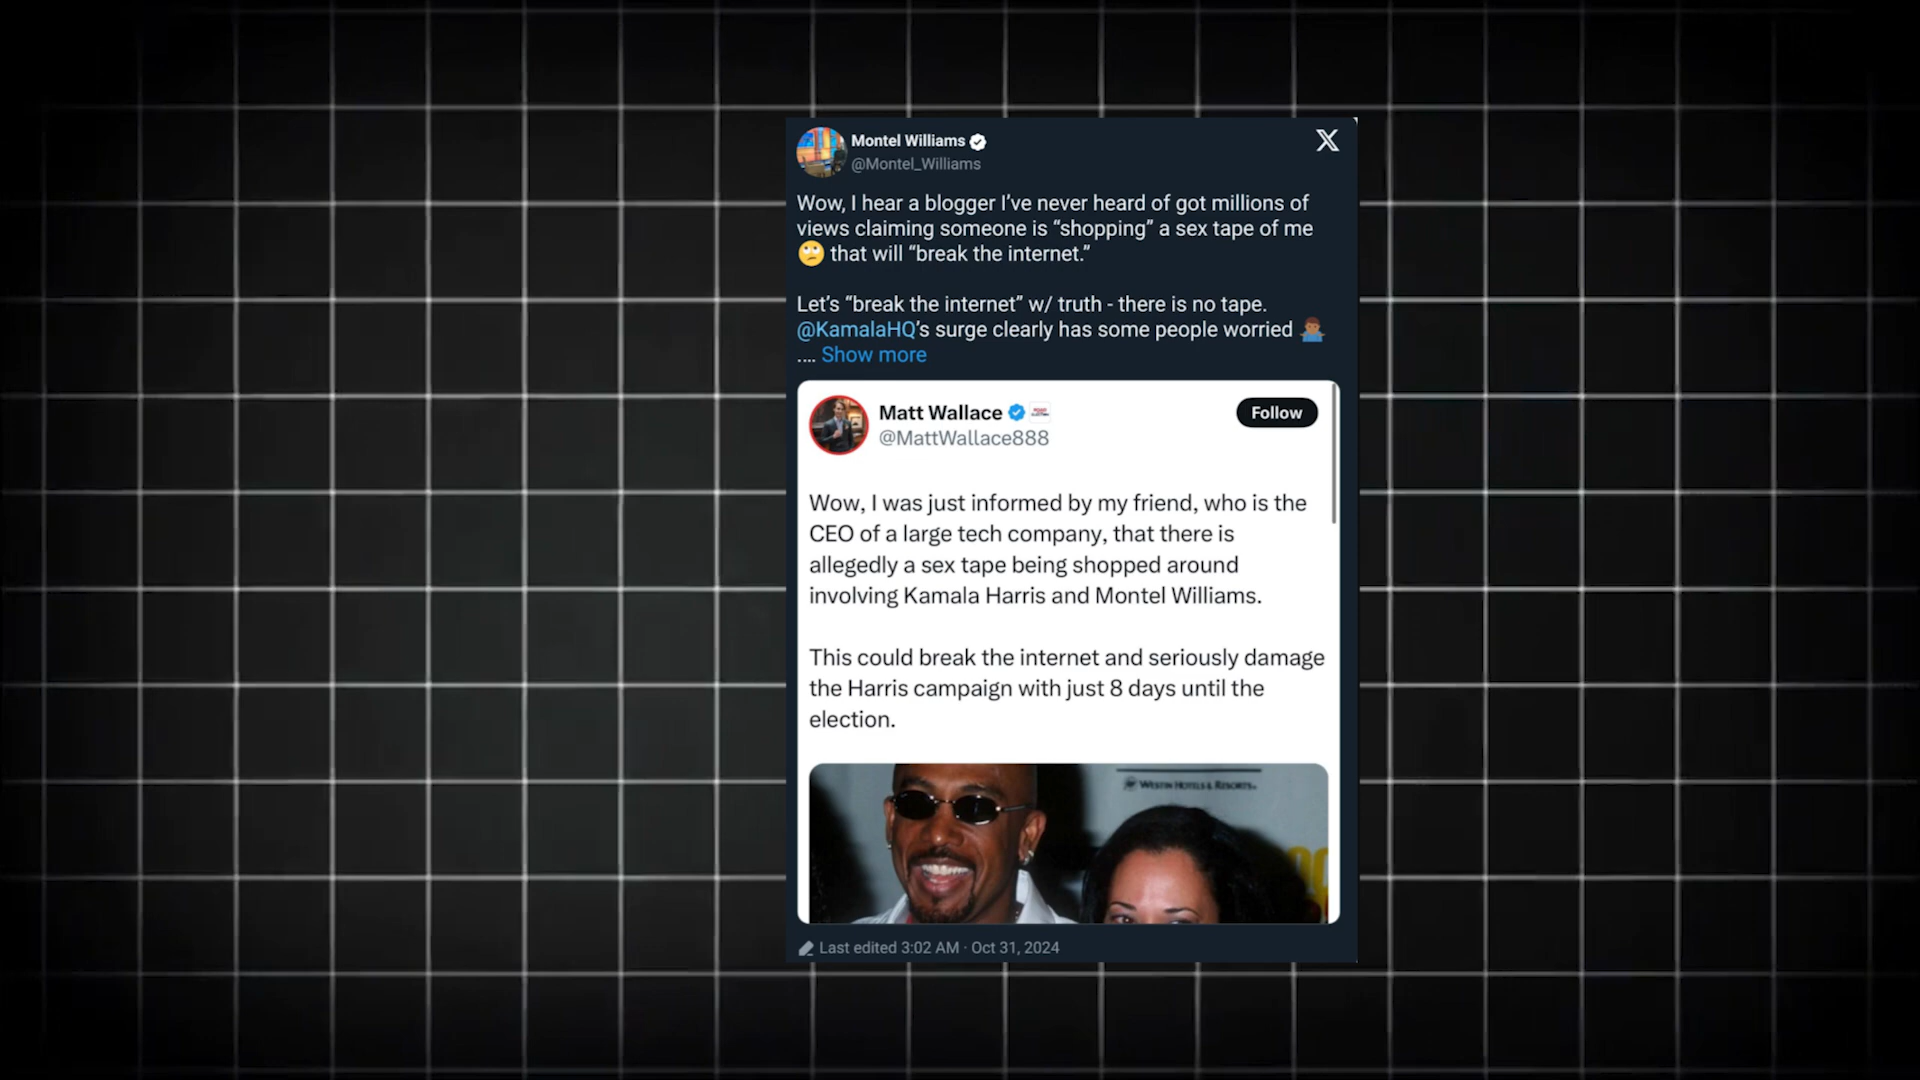 Montel Williams
@Montel_Williams
Wow, I hear a blogger I’ve never heard of got millions of
views claiming someone is “shopping” a sex tape of me
🙄 that will “break the internet.”
Let’s “break the internet” w/ truth - there is no tape.
@KamalaHQ’s surge clearly has some people worried 🤷🏾‍♂️
.... Show more
Matt Wallace
@MattWallace888
Follow
Wow, I was just informed by my friend, who is the
CEO of a large tech company, that there is
allegedly a sex tape being shopped around
involving Kamala Harris and Montel Williams.
This could break the internet and seriously damage
the Harris campaign with just 8 days until the
election.
WESTIN HOTELS & RESORTS
Last edited 3:02 AM · Oct 31, 2024